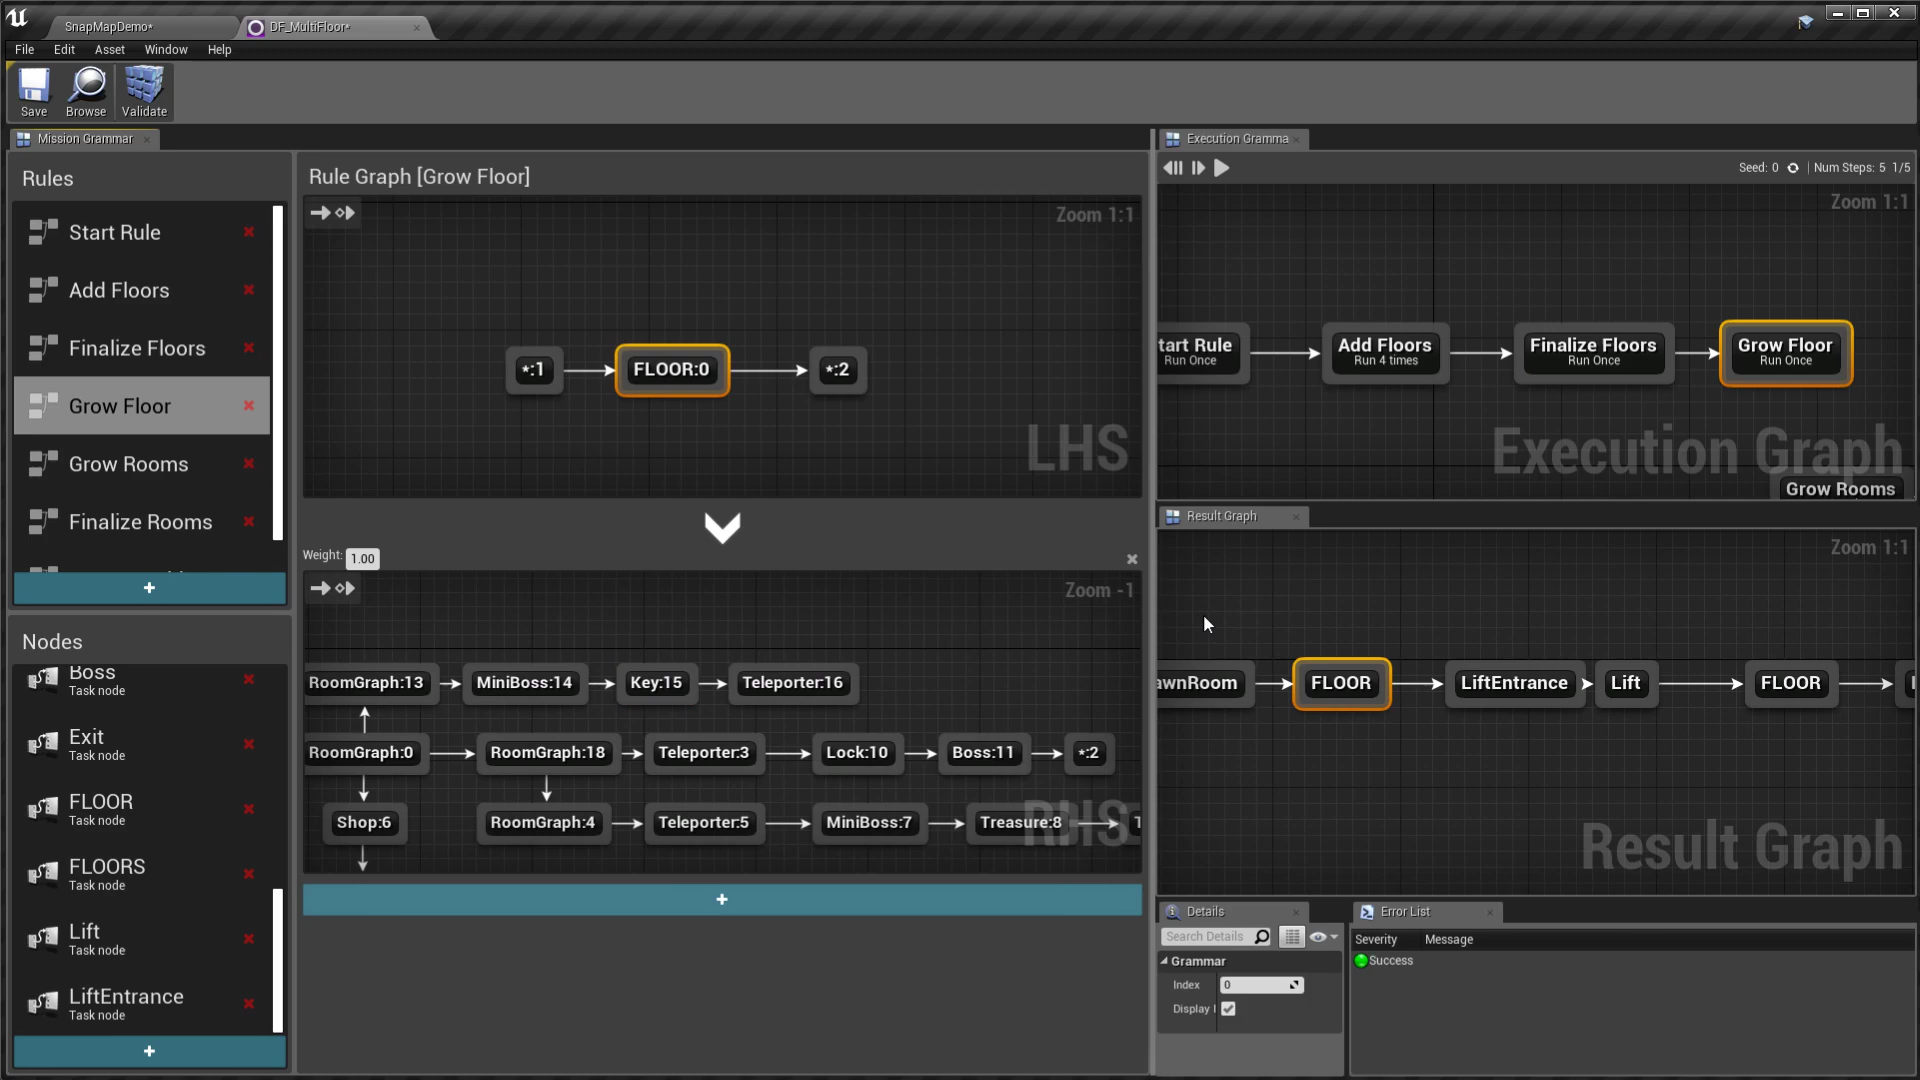 SnapMapDemo*
DF_MultiFloor*
File Edit Asset Window Help
Save Browse Validate
Mission Grammar
Rules
Start Rule
Add Floors
Finalize Floors
Grow Floor
Grow Rooms
Finalize Rooms
+
Nodes
Boss
Task node
Exit
Task node
FLOOR
Task node
FLOORS
Task node
Lift
Task node
LiftEntrance
Task node
+
Rule Graph [Grow Floor]
Zoom 1:1
*:1 FLOOR:0 *:2
LHS
Weight: 1.00
Zoom -1
RoomGraph:13 MiniBoss:14 Key:15 Teleporter:16
RoomGraph:0 RoomGraph:18 Teleporter:3 Lock:10 Boss:11 *:2
Shop:6 RoomGraph:4 Teleporter:5 MiniBoss:7 Treasure:8
RHS
+
Execution Gramma
Seed: 0 | Num Steps: 5 1/5
Zoom 1:1
tart Rule
Run Once
Add Floors
Run 4 times
Finalize Floors
Run Once
Grow Floor
Run Once
Execution Graph
Grow Rooms
Result Graph
Zoom 1:1
awnRoom FLOOR LiftEntrance Lift FLOOR
Result Graph
Details
Search Details
Grammar
Index 0
Display
Error List
Severity Message
Success